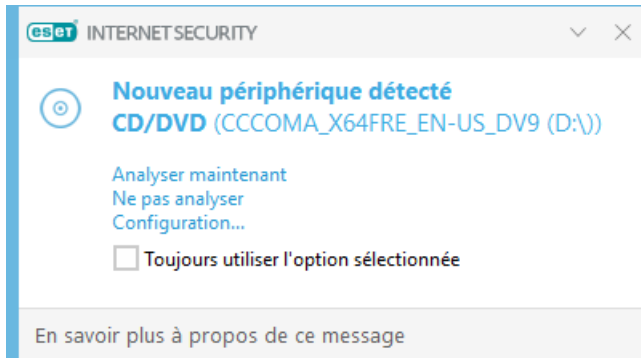 eset INTERNET SECURITY
Nouveau périphérique détecté
CD/DVD (CCCOMA_X64FRE_EN-US_DV9 (D:\))
Analyser maintenant
Ne pas analyser
Configuration...
Toujours utiliser l'option sélectionnée
En savoir plus à propos de ce message